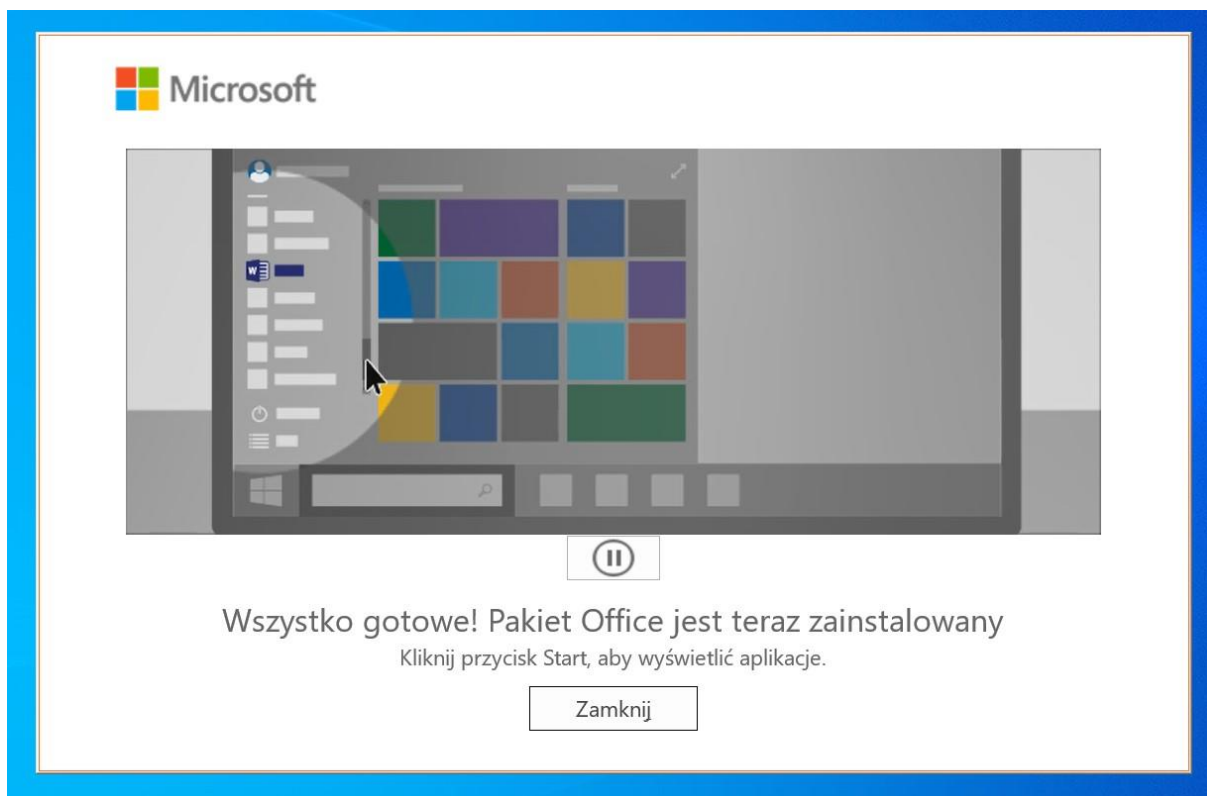 Microsoft
Wszystko gotowe! Pakiet Office jest teraz zainstalowany
Kliknij przycisk Start, aby wyświetlić aplikacje.
Zamknij